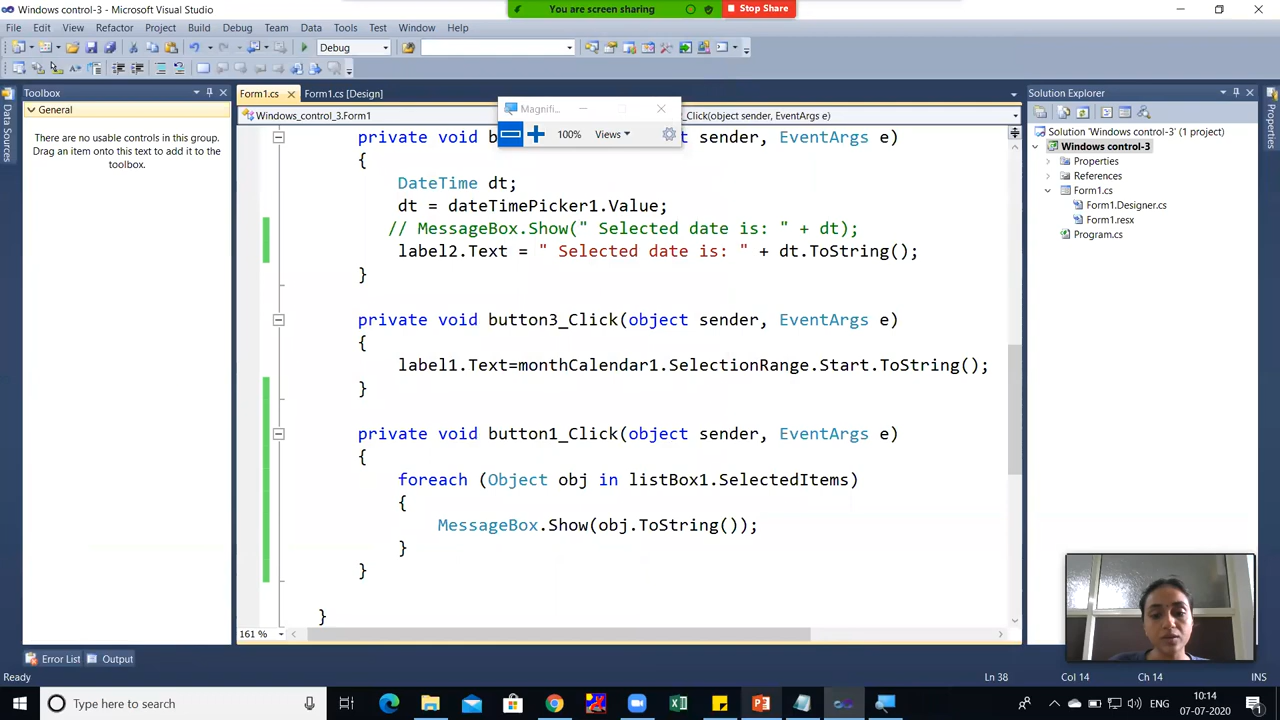 Windows control-3 - Microsoft Visual Studio
You are screen sharing
Stop Share
File Edit View Refactor Project Build Debug Team Data Tools Test Window Help
Debug
Toolbox
General
There are no usable controls in this group.
Drag an item onto this text to add it to the
toolbox.
Data Sources
Form1.cs
Form1.cs [Design]
Windows_control_3.Form1
_Click(object sender, EventArgs e)
Magnifi...
100%
Views
private void b
sender, EventArgs e)
{
DateTime dt;
dt = dateTimePicker1.Value;
// MessageBox.Show(" Selected date is: " + dt);
label2.Text = " Selected date is: " + dt.ToString();
}
private void button3_Click(object sender, EventArgs e)
{
label1.Text=monthCalendar1.SelectionRange.Start.ToString();
}
private void button1_Click(object sender, EventArgs e)
{
foreach (Object obj in listBox1.SelectedItems)
{
MessageBox.Show(obj.ToString());
}
}
}
161 %
Solution Explorer
Solution 'Windows control-3' (1 project)
Windows control-3
Properties
References
Form1.cs
Form1.Designer.cs
Form1.resx
Program.cs
Properties
Error List
Output
Ready
Ln 38
Col 14
Ch 14
INS
Type here to search
ENG
10:14
07-07-2020